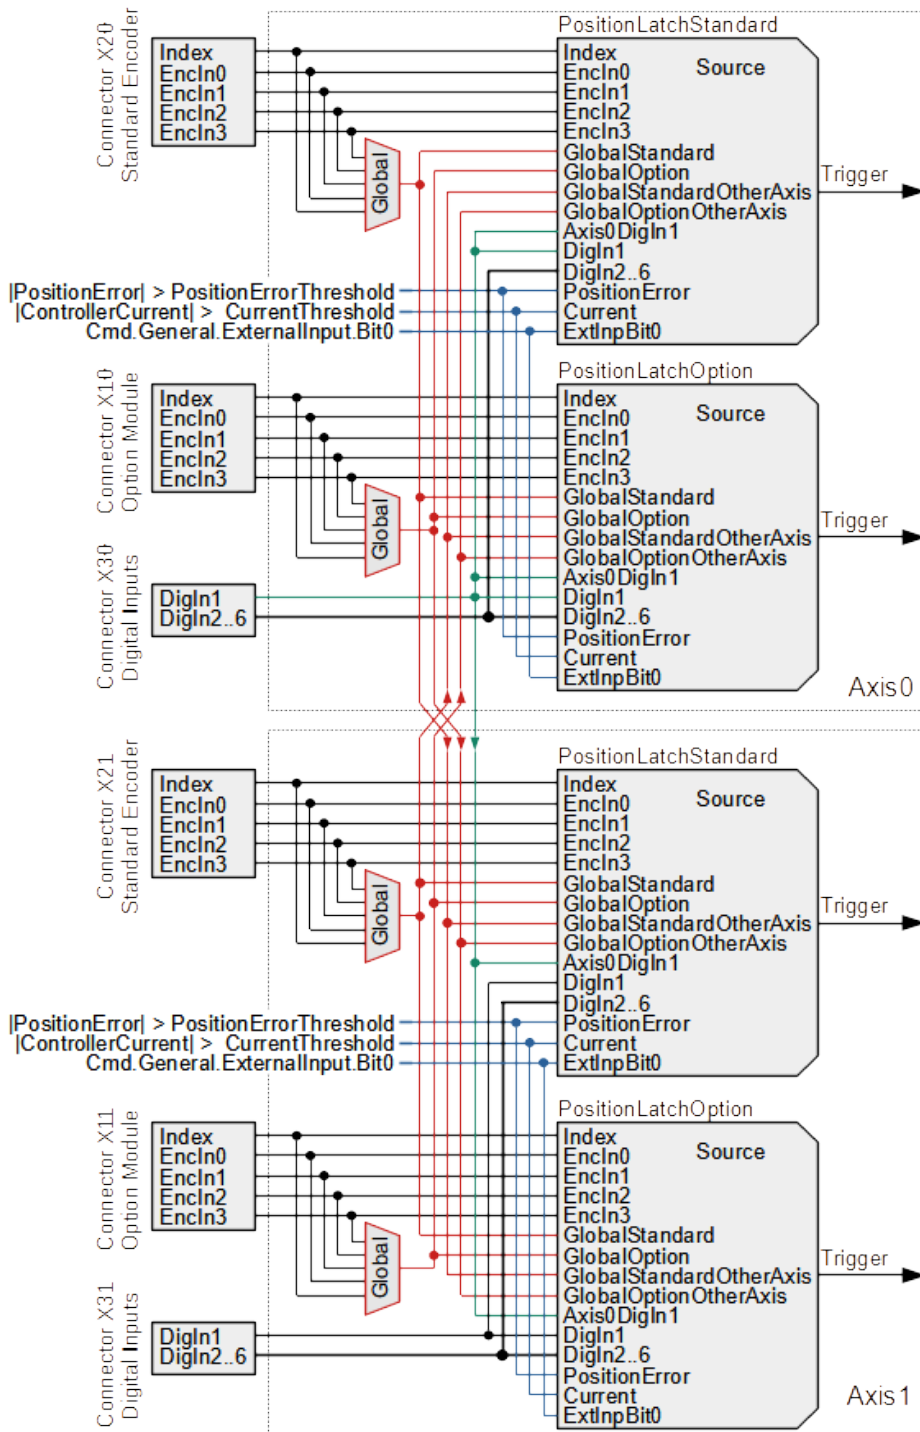 Connector X20
Standard Encoder
Index
EncIn0
EncIn1
EncIn2
EncIn3
Global
PositionLatchStandard
Source
Index
EncIn0
EncIn1
EncIn2
EncIn3
GlobalStandard
GlobalOption
GlobalStandardOtherAxis
GlobalOptionOtherAxis
Axis0DigIn1
DigIn1
DigIn2..6
PositionError
Current
ExtInpBit0
Trigger
|PositionError| > PositionErrorThreshold
|ControllerCurrent| > CurrentThreshold
Cmd.General.ExternalInput.Bit0
Connector X10
Option Module
Index
EncIn0
EncIn1
EncIn2
EncIn3
Global
PositionLatchOption
Source
Index
EncIn0
EncIn1
EncIn2
EncIn3
GlobalStandard
GlobalOption
GlobalStandardOtherAxis
GlobalOptionOtherAxis
Axis0DigIn1
DigIn1
DigIn2..6
PositionError
Current
ExtInpBit0
Trigger
Connector X30
Digital Inputs
DigIn1
DigIn2..6
Axis0
Connector X21
Standard Encoder
Index
EncIn0
EncIn1
EncIn2
EncIn3
Global
PositionLatchStandard
Source
Index
EncIn0
EncIn1
EncIn2
EncIn3
GlobalStandard
GlobalOption
GlobalStandardOtherAxis
GlobalOptionOtherAxis
Axis0DigIn1
DigIn1
DigIn2..6
PositionError
Current
ExtInpBit0
Trigger
|PositionError| > PositionErrorThreshold
|ControllerCurrent| > CurrentThreshold
Cmd.General.ExternalInput.Bit0
Connector X11
Option Module
Index
EncIn0
EncIn1
EncIn2
EncIn3
Global
PositionLatchOption
Source
Index
EncIn0
EncIn1
EncIn2
EncIn3
GlobalStandard
GlobalOption
GlobalStandardOtherAxis
GlobalOptionOtherAxis
Axis0DigIn1
DigIn1
DigIn2..6
PositionError
Current
ExtInpBit0
Trigger
Connector X31
Digital Inputs
DigIn1
DigIn2..6
Axis1